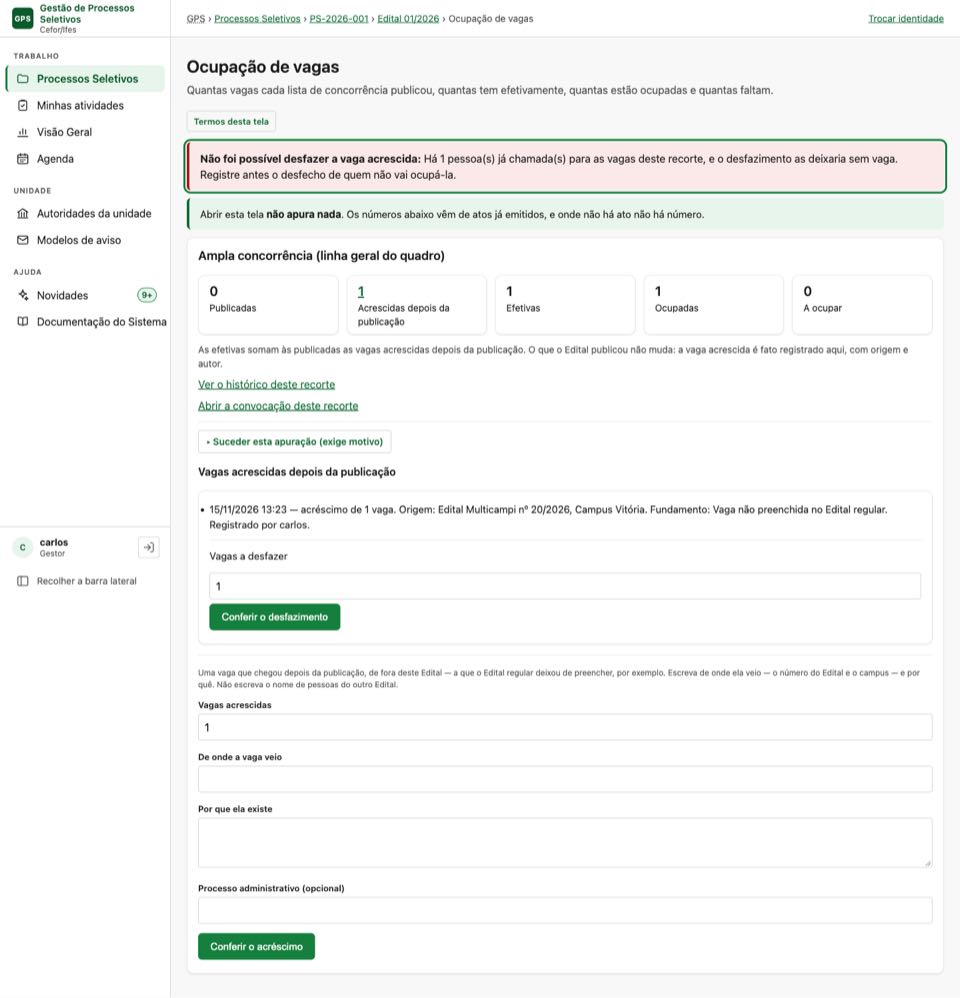 GPS
Gestão de Processos
Seletivos
Cefor/Ifes
GPS › Processos Seletivos › PS-2026-001 › Edital 01/2026 › Ocupação de vagas
Trocar identidade
TRABALHO
Processos Seletivos
Minhas atividades
Visão Geral
Agenda
UNIDADE
Autoridades da unidade
Modelos de aviso
AJUDA
Novidades 9+
Documentação do Sistema
C
carlos
Gestor
Recolher a barra lateral
Ocupação de vagas
Quantas vagas cada lista de concorrência publicou, quantas tem efetivamente, quantas estão ocupadas e quantas faltam.
Termos desta tela
Não foi possível desfazer a vaga acrescida: Há 1 pessoa(s) já chamada(s) para as vagas deste recorte, e o desfazimento as deixaria sem vaga.
Registre antes o desfecho de quem não vai ocupá-la.
Abrir esta tela não apura nada. Os números abaixo vêm de atos já emitidos, e onde não há ato não há número.
Ampla concorrência (linha geral do quadro)
0
Publicadas
1
Acrescidas depois da
publicação
1
Efetivas
1
Ocupadas
0
A ocupar
As efetivas somam às publicadas as vagas acrescidas depois da publicação. O que o Edital publicou não muda: a vaga acrescida é fato registrado aqui, com origem e
autor.
Ver o histórico deste recorte
Abrir a convocação deste recorte
▸ Suceder esta apuração (exige motivo)
Vagas acrescidas depois da publicação
• 15/11/2026 13:23 — acréscimo de 1 vaga. Origem: Edital Multicampi nº 20/2026, Campus Vitória. Fundamento: Vaga não preenchida no Edital regular.
Registrado por carlos.
Vagas a desfazer
1
Conferir o desfazimento
Uma vaga que chegou depois da publicação, de fora deste Edital — a que o Edital regular deixou de preencher, por exemplo. Escreva de onde ela veio — o número do Edital e o campus — e por
quê. Não escreva o nome de pessoas do outro Edital.
Vagas acrescidas
1
De onde a vaga veio
Por que ela existe
Processo administrativo (opcional)
Conferir o acréscimo